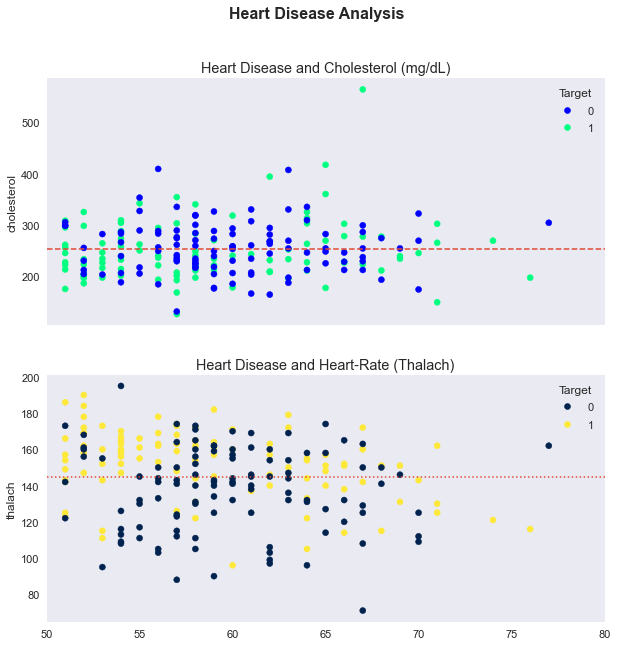 Heart Disease Analysis
Heart Disease and Cholesterol (mg/dL)
Target
0
1
500
400
300
200
cholesterol
Heart Disease and Heart-Rate (Thalach)
Target
0
1
200
180
160
140
120
100
80
thalach
50 55 60 65 70 75 80